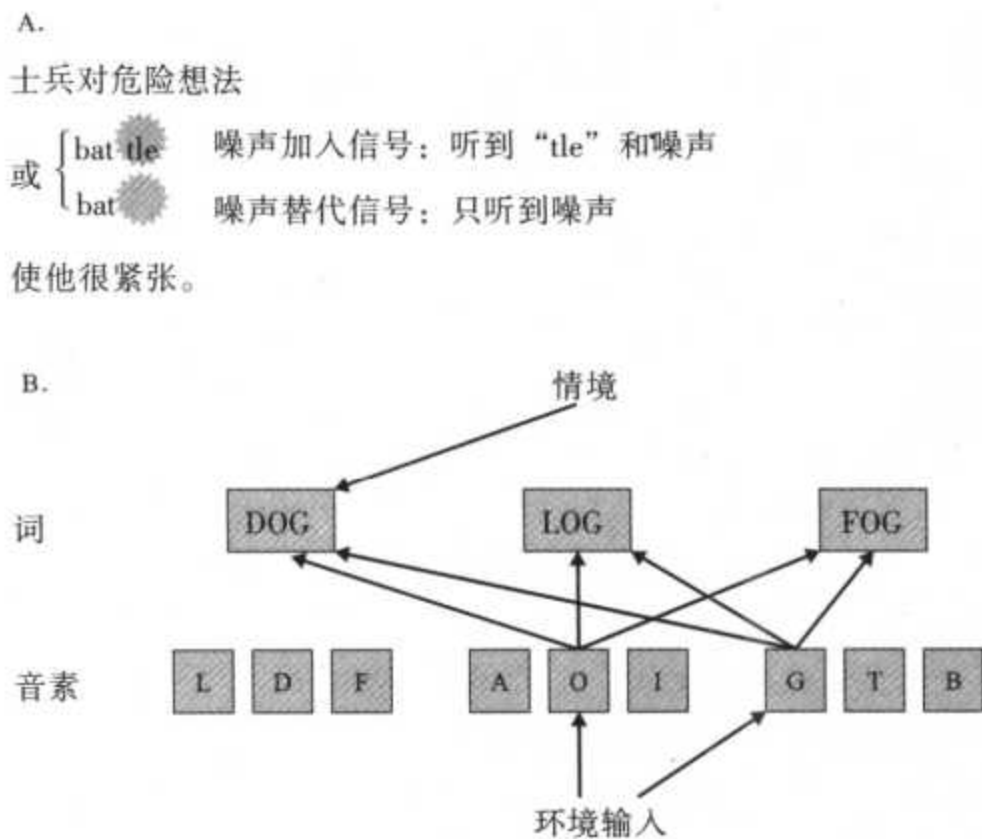 A.
士兵对危险想法
或 { bat tle 噪声加入信号：听到“tle”和噪声
bat 噪声替代信号：只听到噪声
使他很紧张。
B.
情境
词 DOG LOG FOG
音素 L D F A O I G T B
环境输入